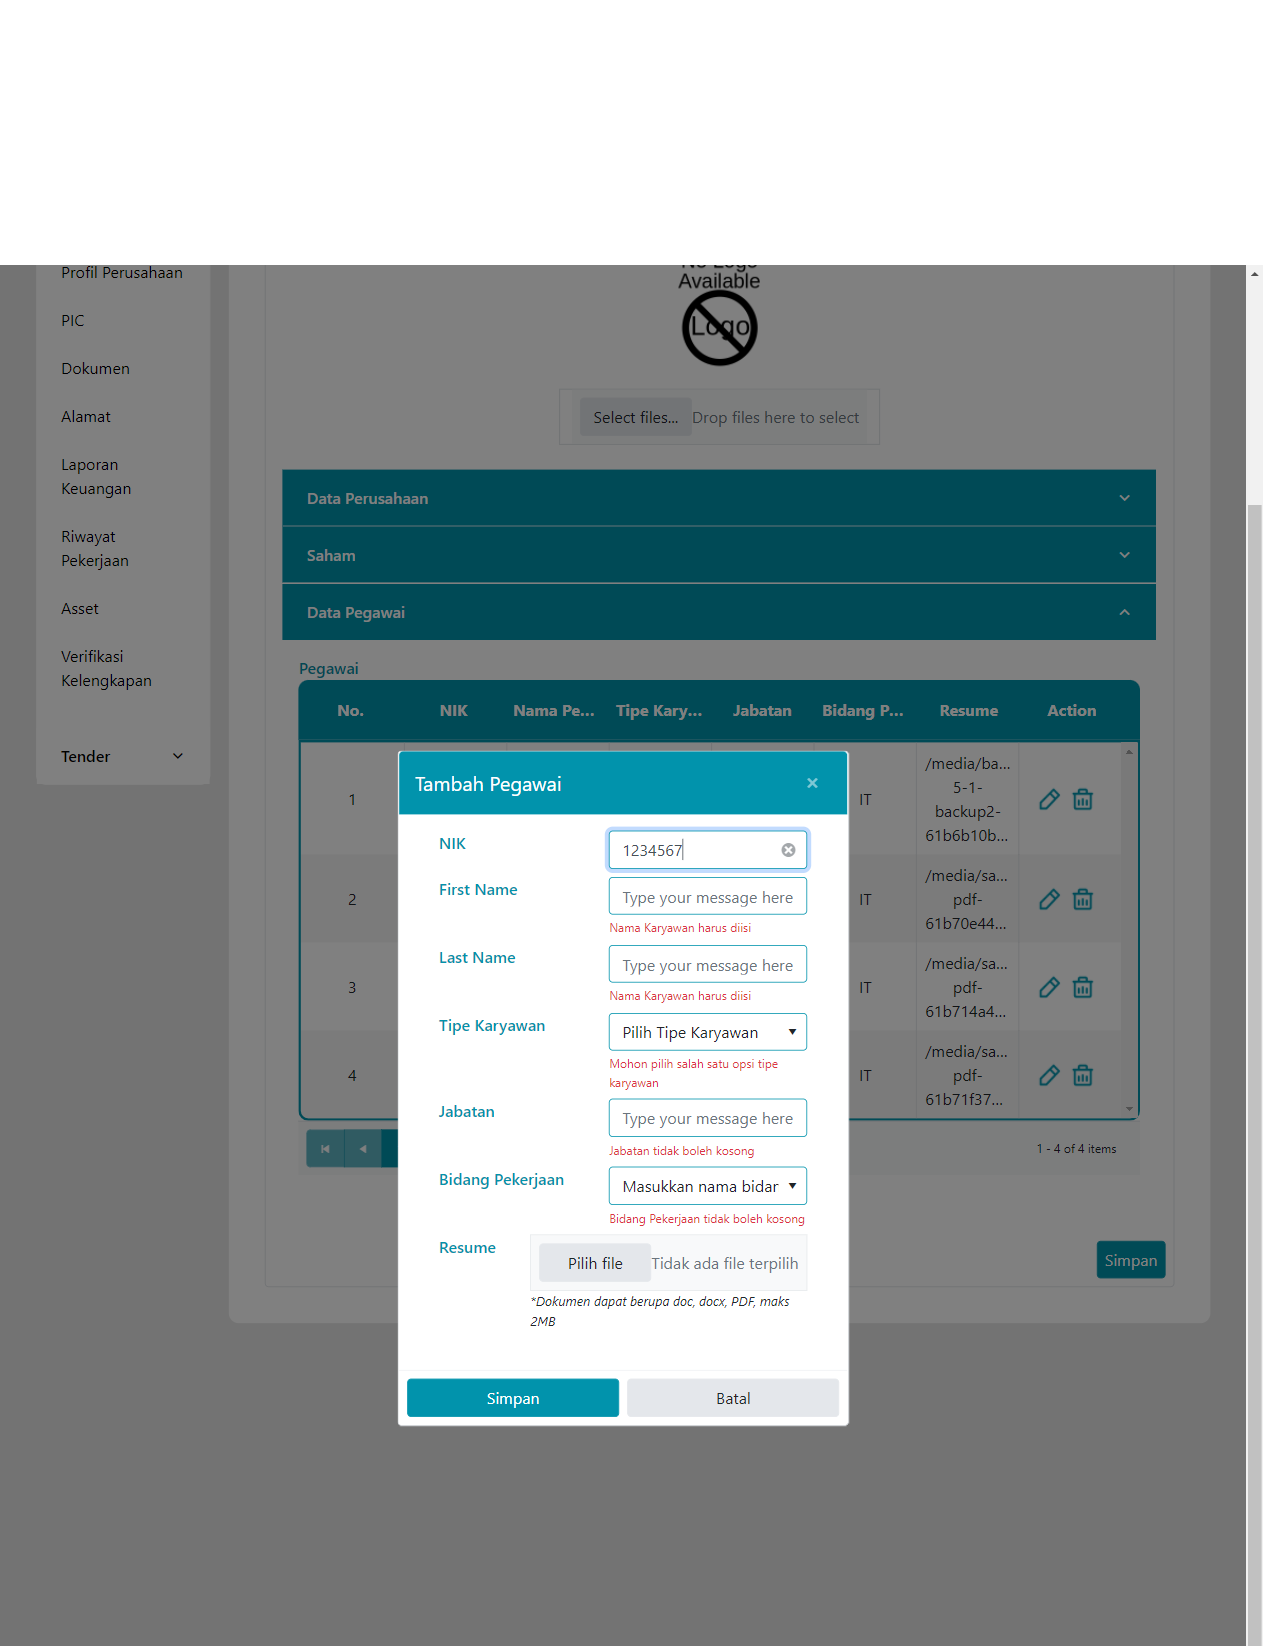 Profil Perusahaan
PIC
Dokumen
Alamat
Laporan
Keuangan
Riwayat
Pekerjaan
Asset
Verifikasi
Kelengkapan
Tender
No Logo
Available
Logo
Select files...
Drop files here to select
Data Perusahaan
Saham
Data Pegawai
Pegawai
No. NIK Nama Pe... Tipe Kary... Jabatan Bidang P... Resume Action
1 IT /media/ba...
5-1-
backup2-
61b6b10b...
2 IT /media/sa...
pdf-
61b70e44...
3 IT /media/sa...
pdf-
61b714a4...
4 IT /media/sa...
pdf-
61b71f37...
1 - 4 of 4 items
Simpan
Tambah Pegawai
NIK
1234567
First Name
Type your message here
Nama Karyawan harus diisi
Last Name
Type your message here
Nama Karyawan harus diisi
Tipe Karyawan
Pilih Tipe Karyawan
Mohon pilih salah satu opsi tipe
karyawan
Jabatan
Type your message here
Jabatan tidak boleh kosong
Bidang Pekerjaan
Masukkan nama bidar
Bidang Pekerjaan tidak boleh kosong
Resume
Pilih file
Tidak ada file terpilih
*Dokumen dapat berupa doc, docx, PDF, maks
2MB
Simpan
Batal